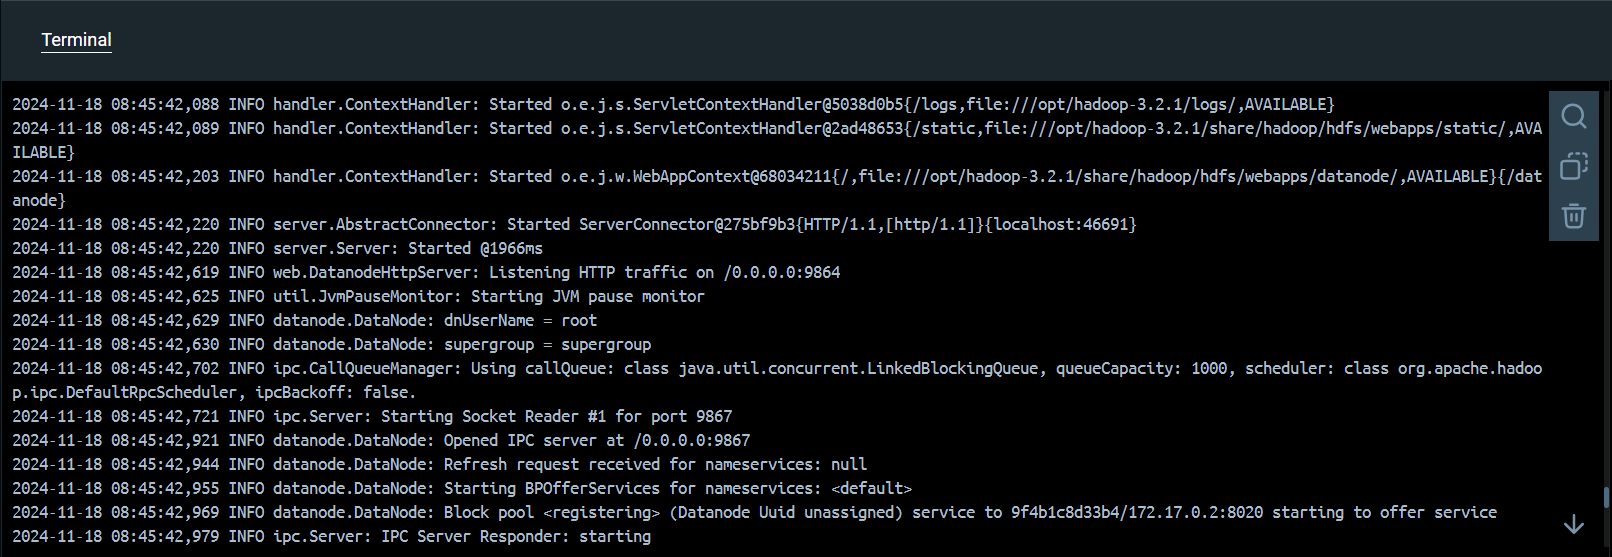 Terminal
2024-11-18 08:45:42,088 INFO handler.ContextHandler: Started o.e.j.s.ServletContextHandler@5038d0b5{/logs,file:///opt/hadoop-3.2.1/logs/,AVAILABLE}
2024-11-18 08:45:42,089 INFO handler.ContextHandler: Started o.e.j.s.ServletContextHandler@2ad48653{/static,file:///opt/hadoop-3.2.1/share/hadoop/hdfs/webapps/static/,AVA
ILABLE}
2024-11-18 08:45:42,203 INFO handler.ContextHandler: Started o.e.j.w.WebAppContext@68034211{/,file:///opt/hadoop-3.2.1/share/hadoop/hdfs/webapps/datanode/,AVAILABLE}{/dat
anode}
2024-11-18 08:45:42,220 INFO server.AbstractConnector: Started ServerConnector@275bf9b3{HTTP/1.1,[http/1.1]}{localhost:46691}
2024-11-18 08:45:42,220 INFO server.Server: Started @1966ms
2024-11-18 08:45:42,619 INFO web.DatanodeHttpServer: Listening HTTP traffic on /0.0.0.0:9864
2024-11-18 08:45:42,625 INFO util.JvmPauseMonitor: Starting JVM pause monitor
2024-11-18 08:45:42,629 INFO datanode.DataNode: dnUserName = root
2024-11-18 08:45:42,630 INFO datanode.DataNode: supergroup = supergroup
2024-11-18 08:45:42,702 INFO ipc.CallQueueManager: Using callQueue: class java.util.concurrent.LinkedBlockingQueue, queueCapacity: 1000, scheduler: class org.apache.hadoo
p.ipc.DefaultRpcScheduler, ipcBackoff: false.
2024-11-18 08:45:42,721 INFO ipc.Server: Starting Socket Reader #1 for port 9867
2024-11-18 08:45:42,921 INFO datanode.DataNode: Opened IPC server at /0.0.0.0:9867
2024-11-18 08:45:42,944 INFO datanode.DataNode: Refresh request received for nameservices: null
2024-11-18 08:45:42,955 INFO datanode.DataNode: Starting BPOfferServices for nameservices: <default>
2024-11-18 08:45:42,969 INFO datanode.DataNode: Block pool <registering> (Datanode Uuid unassigned) service to 9f4b1c8d33b4/172.17.0.2:8020 starting to offer service
2024-11-18 08:45:42,979 INFO ipc.Server: IPC Server Responder: starting